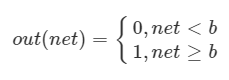 out(net) = { 0, net < b
1, net ≥ b